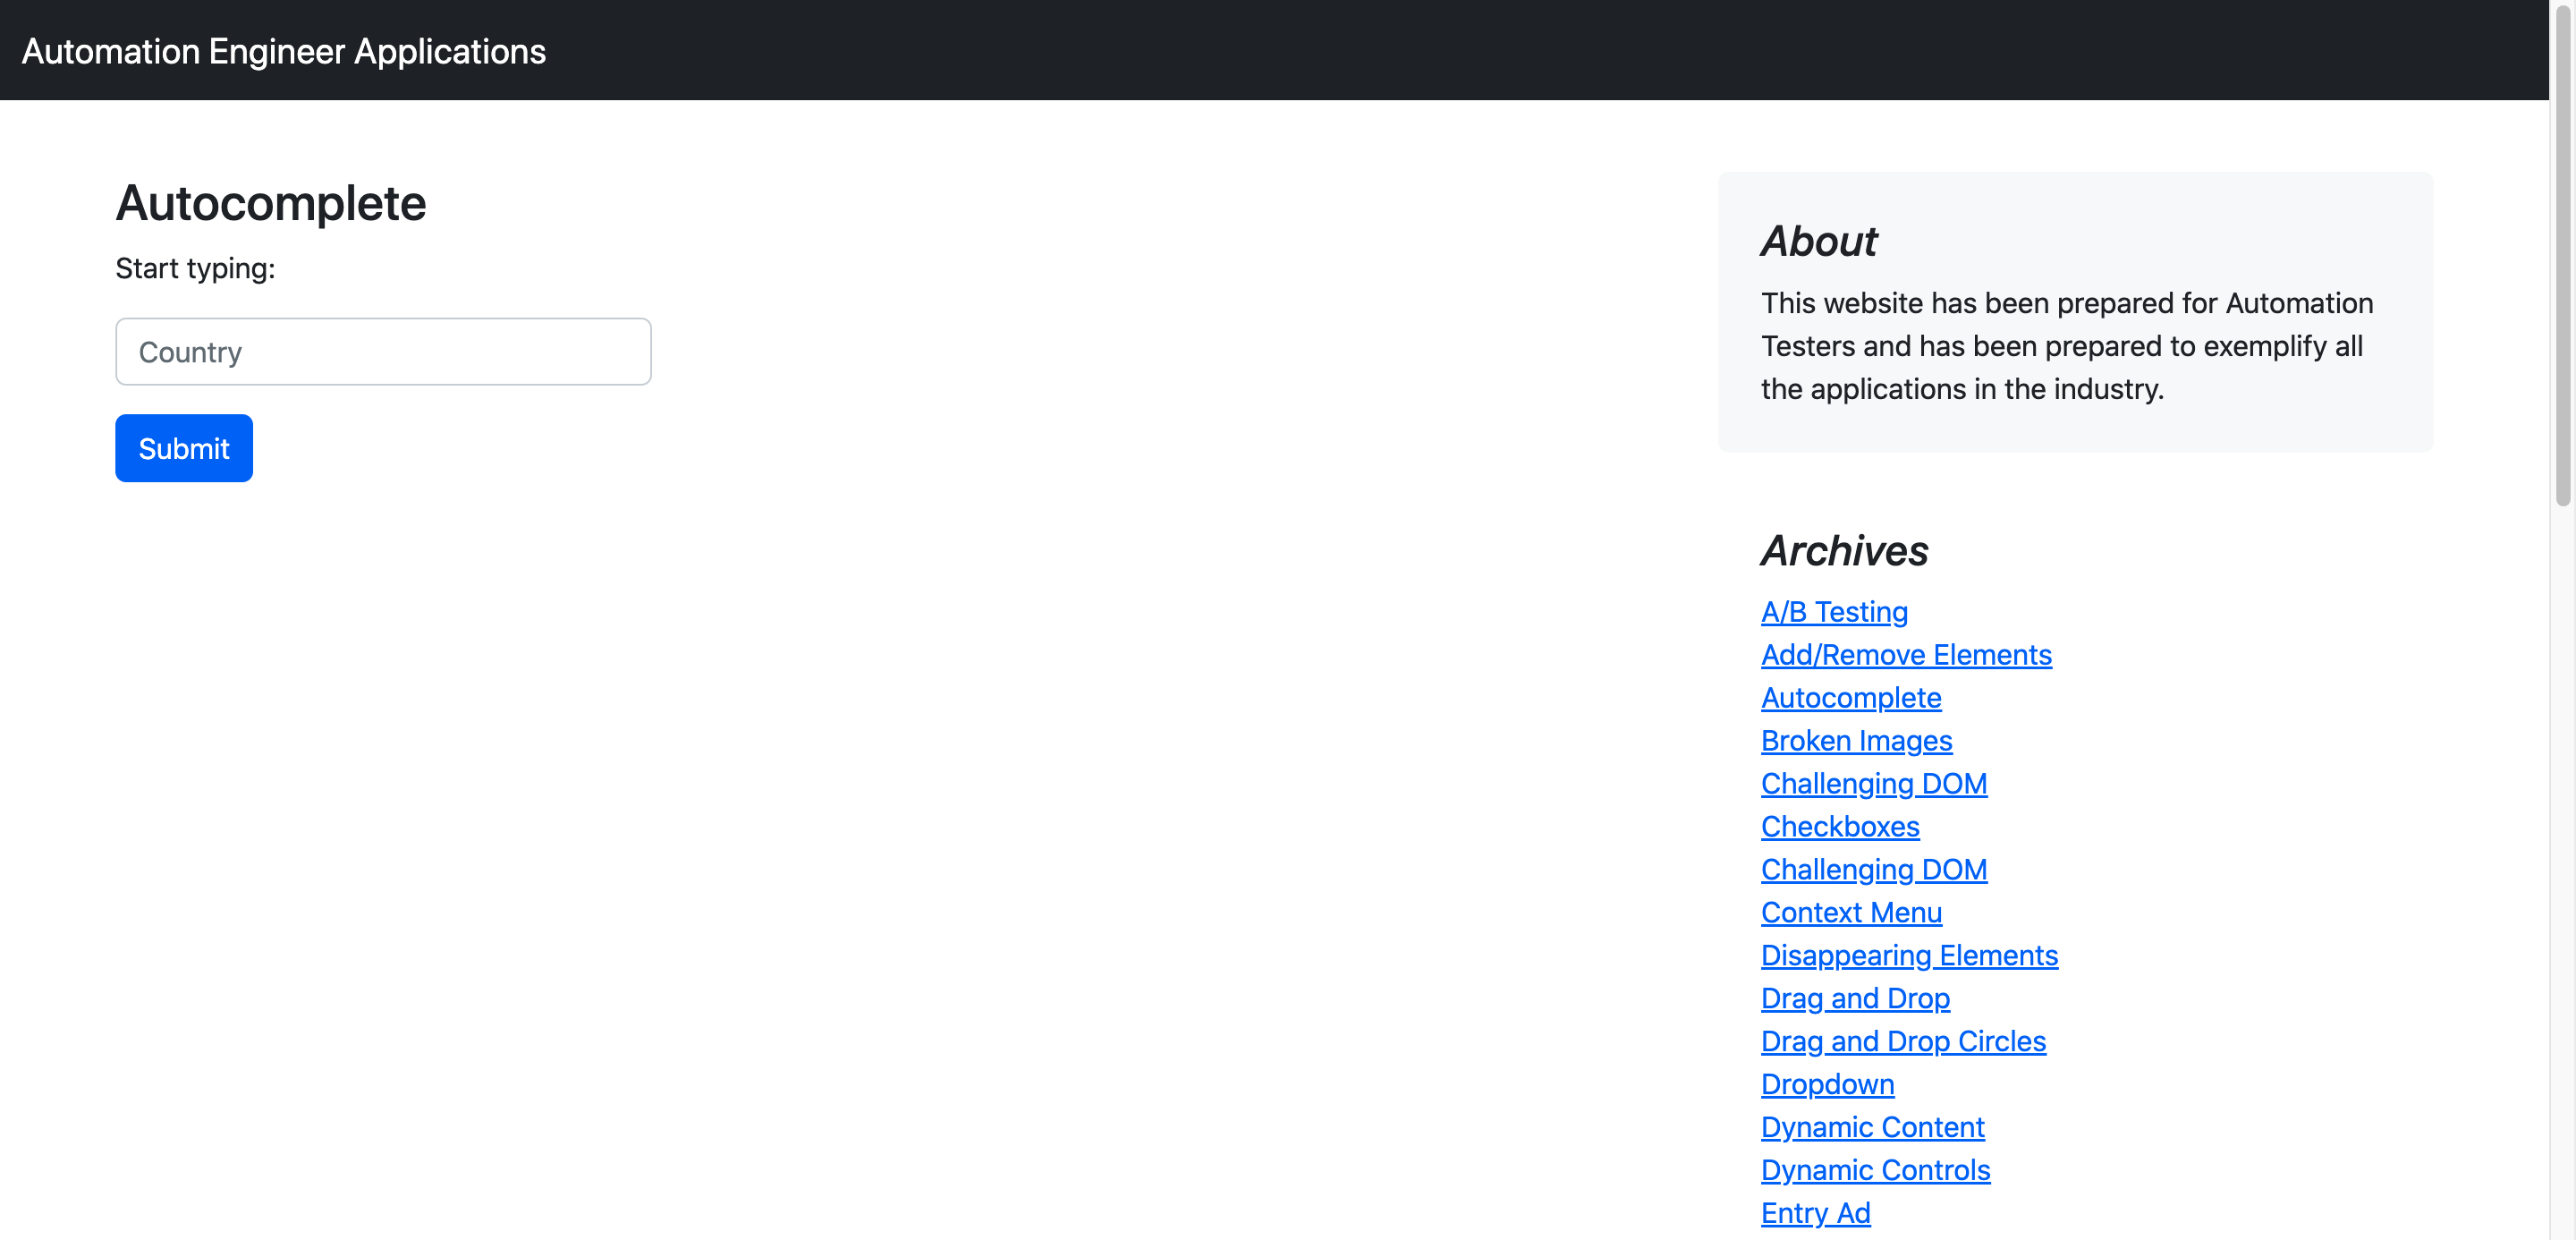 Automation Engineer Applications
Autocomplete
Start typing:
Country
Submit
About
This website has been prepared for Automation
Testers and has been prepared to exemplify all
the applications in the industry.
Archives
A/B Testing
Add/Remove Elements
Autocomplete
Broken Images
Challenging DOM
Checkboxes
Challenging DOM
Context Menu
Disappearing Elements
Drag and Drop
Drag and Drop Circles
Dropdown
Dynamic Content
Dynamic Controls
Entry Ad